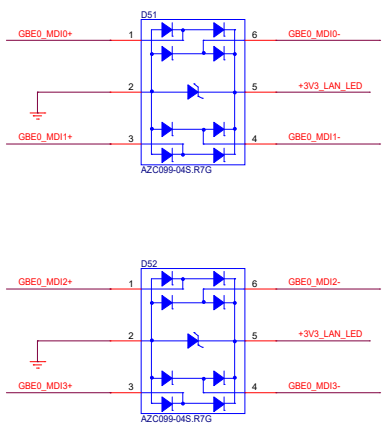 D51
GBE0_MDI0+ 1 6 GBE0_MDI0-
2 5 +3V3_LAN_LED
GBE0_MDI1+ 3 4 GBE0_MDI1-
AZC099-04S.R7G
D52
GBE0_MDI2+ 1 6 GBE0_MDI2-
2 5 +3V3_LAN_LED
GBE0_MDI3+ 3 4 GBE0_MDI3-
AZC099-04S.R7G